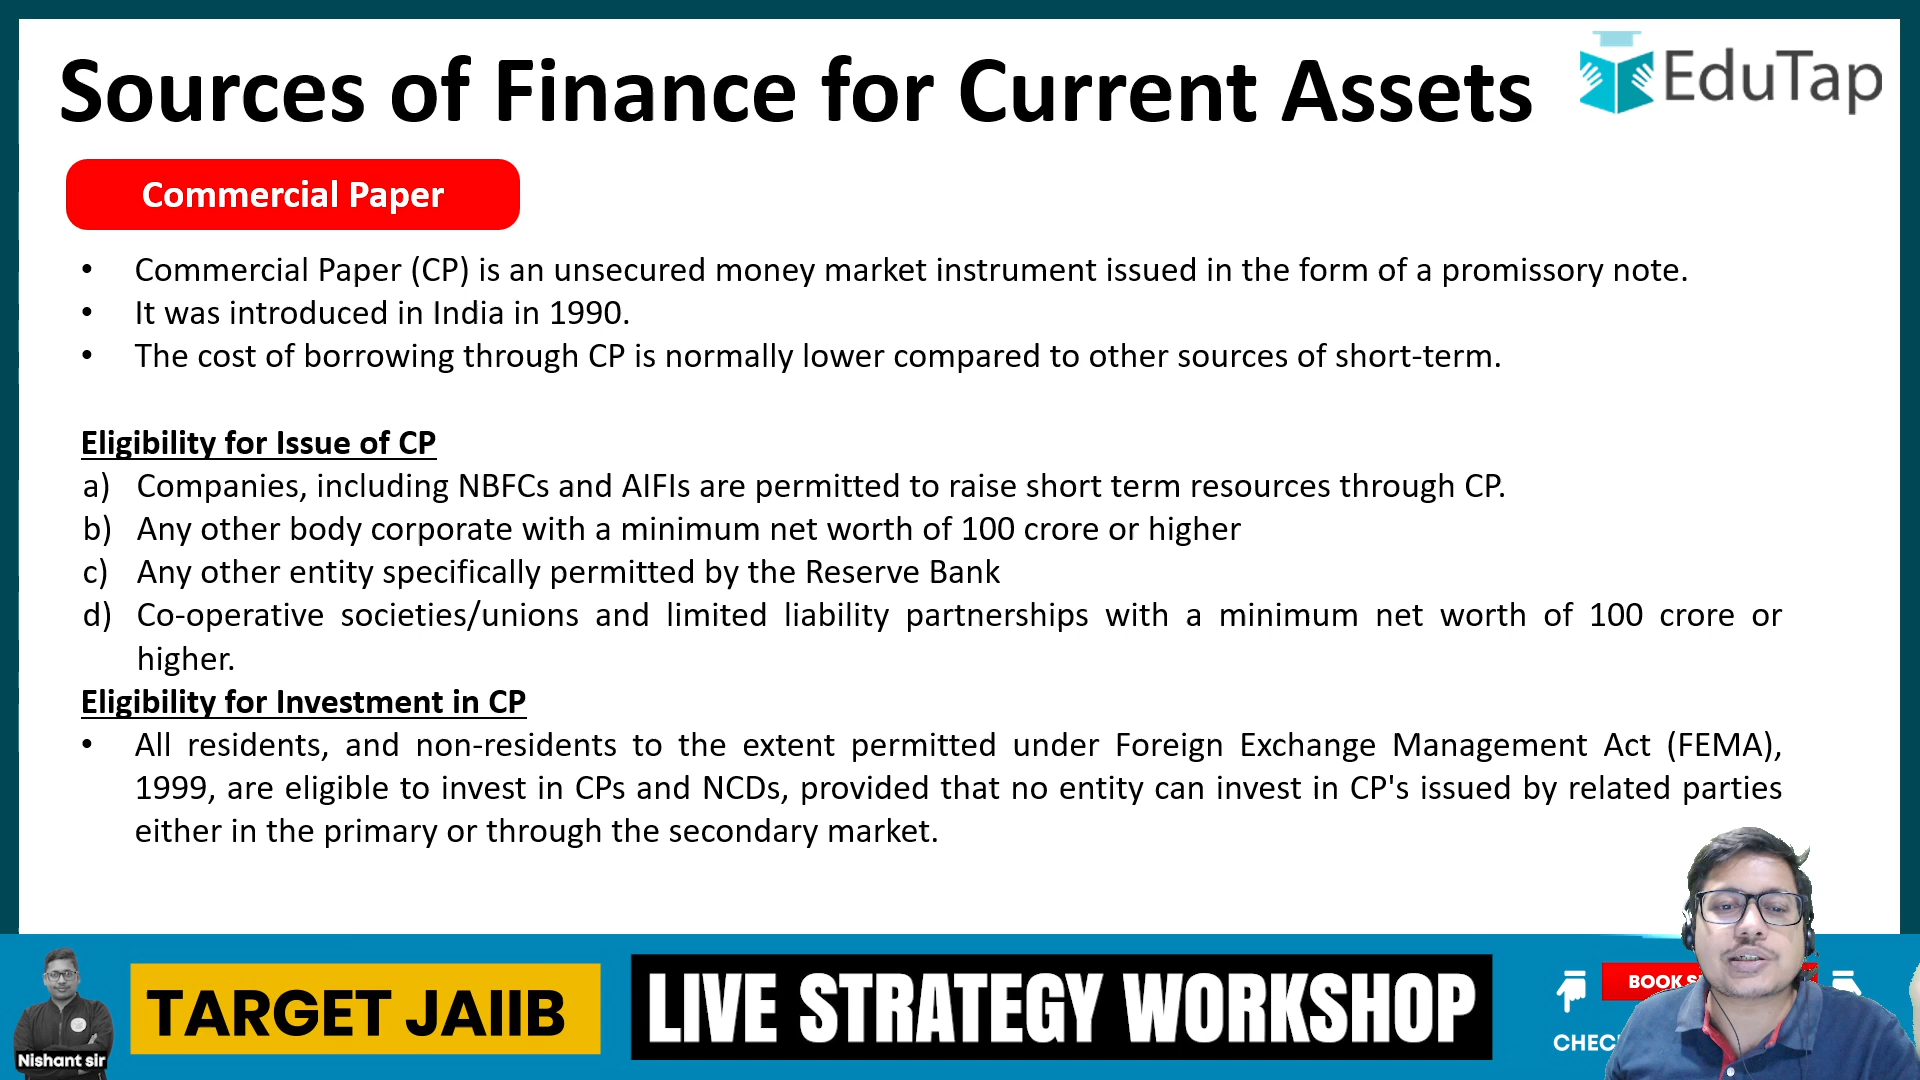 Sources of Finance for Current Assets
EduTap
Commercial Paper
• Commercial Paper (CP) is an unsecured money market instrument issued in the form of a promissory note.
• It was introduced in India in 1990.
• The cost of borrowing through CP is normally lower compared to other sources of short-term.
Eligibility for Issue of CP
a) Companies, including NBFCs and AIFIs are permitted to raise short term resources through CP.
b) Any other body corporate with a minimum net worth of 100 crore or higher
c) Any other entity specifically permitted by the Reserve Bank
d) Co-operative societies/unions and limited liability partnerships with a minimum net worth of 100 crore or
higher.
Eligibility for Investment in CP
• All residents, and non-residents to the extent permitted under Foreign Exchange Management Act (FEMA),
1999, are eligible to invest in CPs and NCDs, provided that no entity can invest in CP's issued by related parties
either in the primary or through the secondary market.
Nishant sir
TARGET JAIIB
LIVE STRATEGY WORKSHOP
BOOK